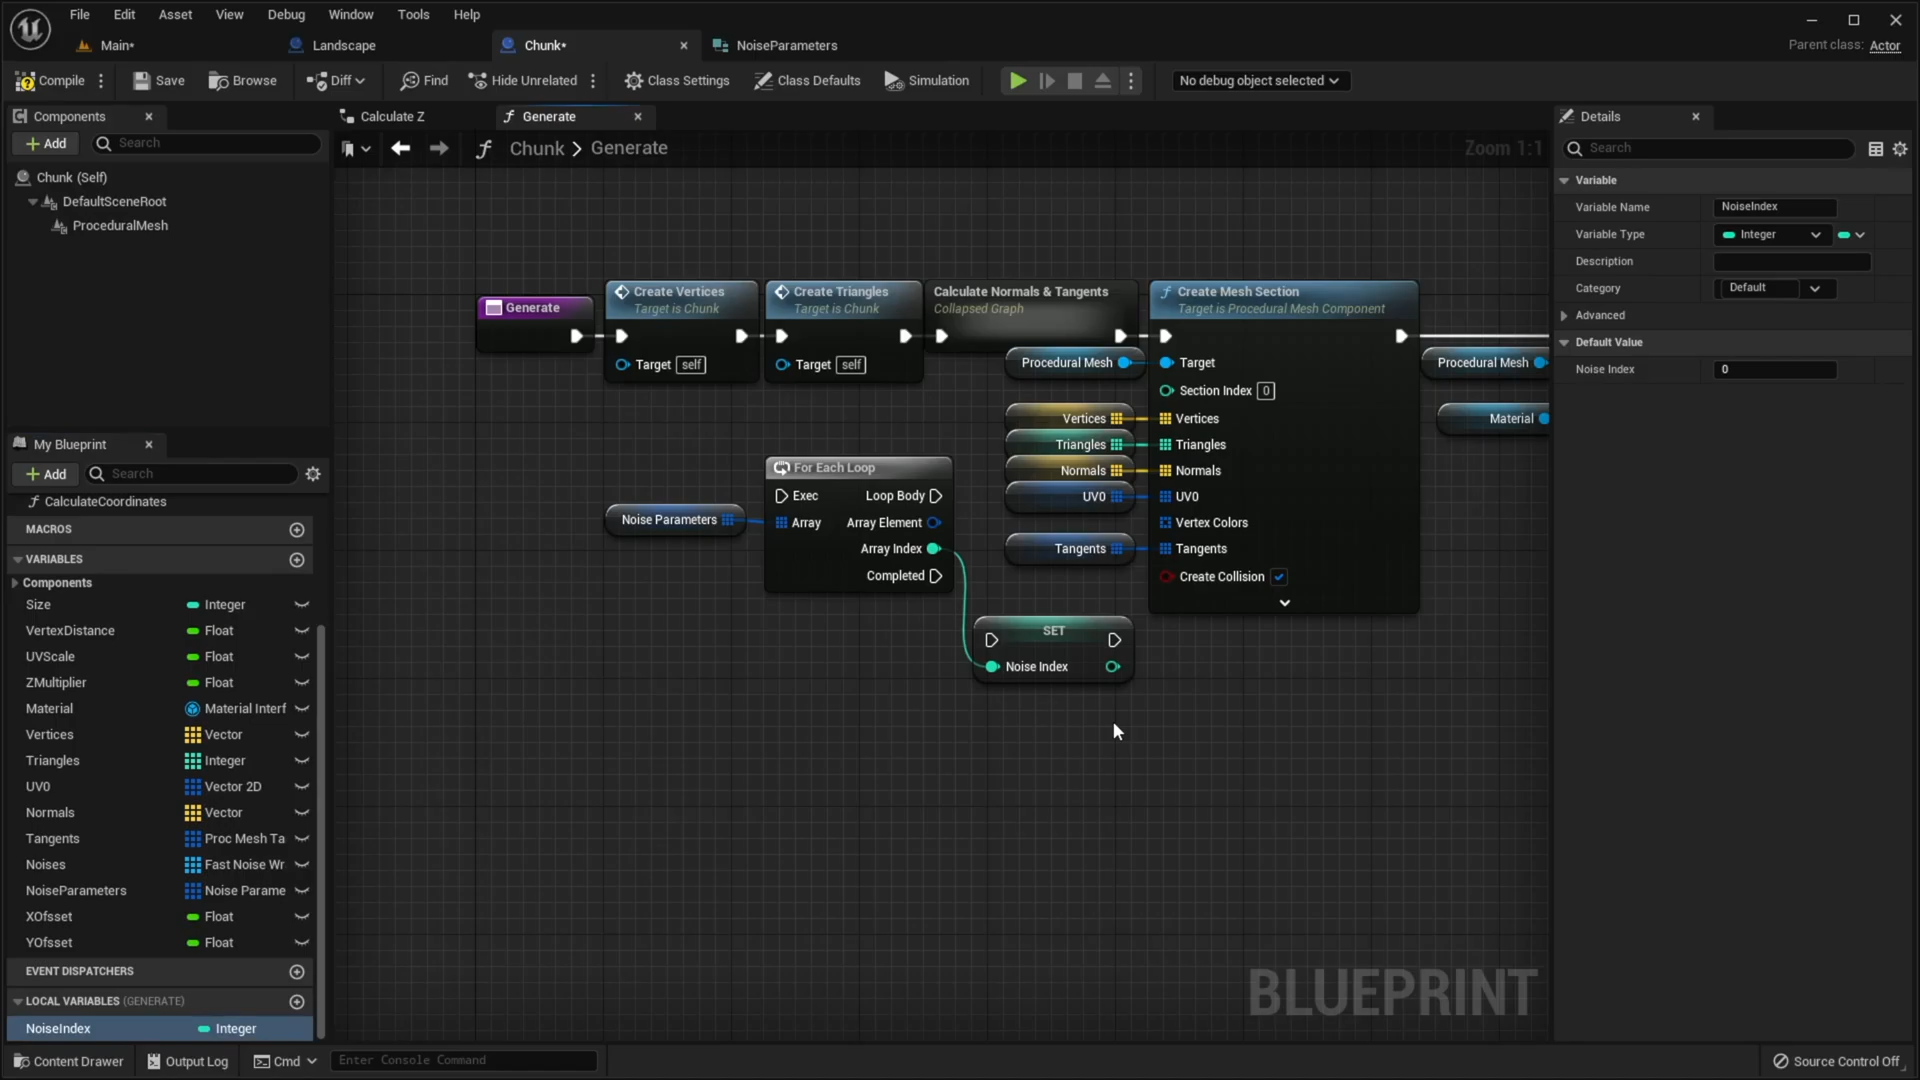 File Edit Asset View Debug Window Tools Help
Main* Landscape Chunk* NoiseParameters
Parent class: Actor
Compile Save Browse Diff Find Hide Unrelated Class Settings Class Defaults Simulation No debug object selected
Components
Add Search
Chunk (Self)
DefaultSceneRoot
ProceduralMesh
My Blueprint
Add Search
CalculateCoordinates
MACROS
VARIABLES
Components
Size Integer
VertexDistance Float
UVScale Float
ZMultiplier Float
Material Material Interf
Vertices Vector
Triangles Integer
UV0 Vector 2D
Normals Vector
Tangents Proc Mesh Ta
Noises Fast Noise Wr
NoiseParameters Noise Parame
XOfsset Float
YOfsset Float
EVENT DISPATCHERS
LOCAL VARIABLES (GENERATE)
NoiseIndex Integer
Calculate Z Generate
Chunk > Generate
Zoom 1:1
Generate
Create Vertices
Target is Chunk
Target self
Create Triangles
Target is Chunk
Target self
Calculate Normals & Tangents
Collapsed Graph
Create Mesh Section
Target is Procedural Mesh Component
Procedural Mesh Target
Section Index 0
Vertices Vertices
Triangles Triangles
Normals Normals
UV0 UV0
Vertex Colors
Tangents Tangents
Create Collision
Procedural Mesh
Material
Noise Parameters
For Each Loop
Exec Loop Body
Array Array Element
Array Index
Completed
SET
Noise Index
BLUEPRINT
Details
Search
Variable
Variable Name NoiseIndex
Variable Type Integer
Description
Category Default
Advanced
Default Value
Noise Index 0
Content Drawer Output Log Cmd Enter Console Command Source Control Off